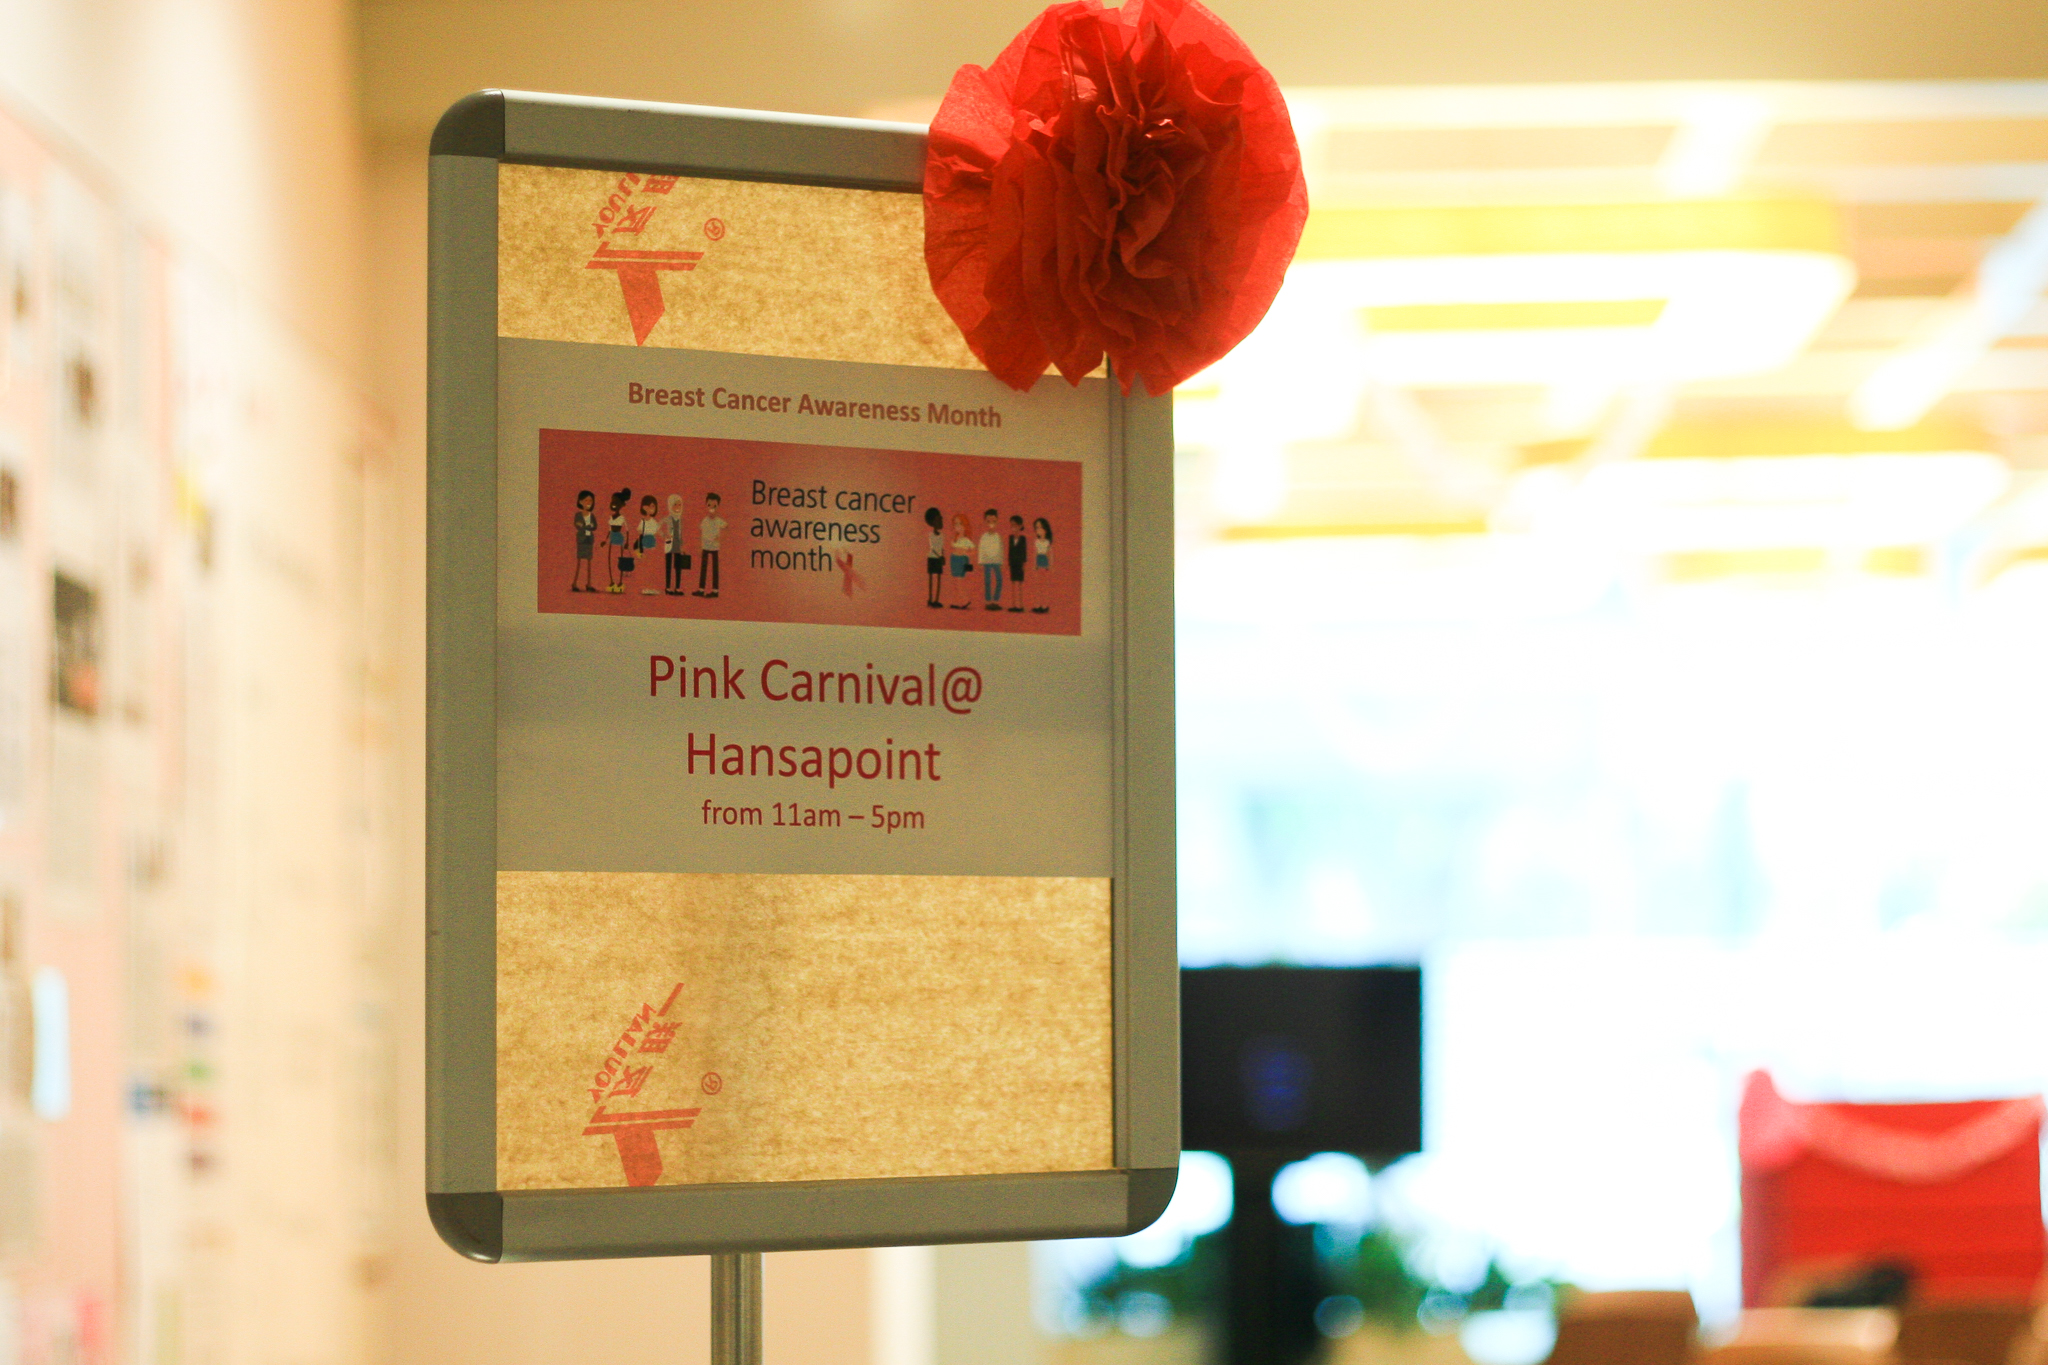 Breast Cancer Awareness Month
Breast cancer
awareness
month
Pink Carnival@
Hansapoint
from 11am – 5pm
®
®